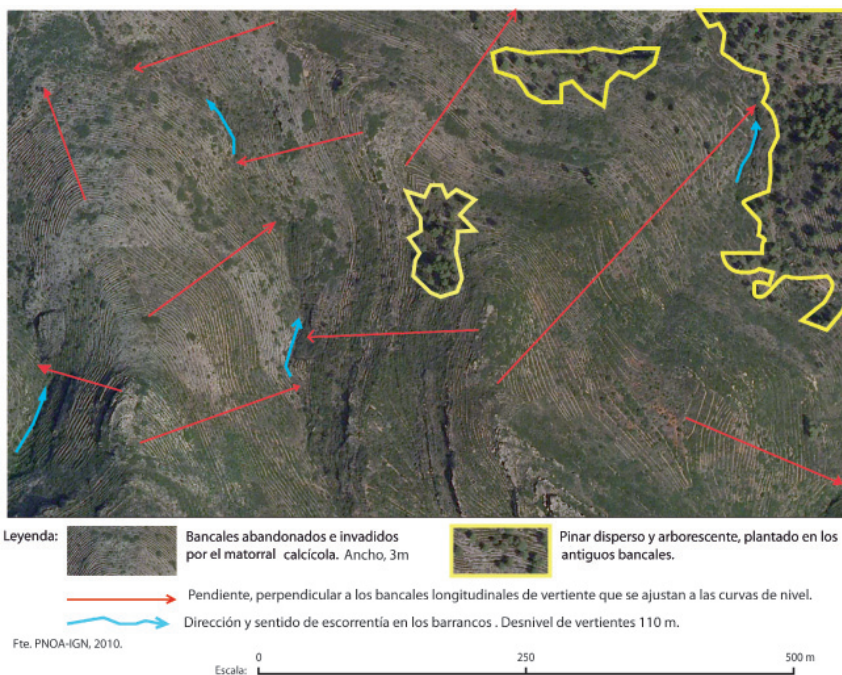 Leyenda:
Bancales abandonados e invadidos
por el matorral calcícola. Ancho, 3m
Pinar disperso y arborescente, plantado en los
antiguos bancales.
Pendiente, perpendicular a los bancales longitudinales de vertiente que se ajustan a las curvas de nivel.
Dirección y sentido de escorrentía en los barrancos . Desnivel de vertientes 110 m.
Fte. PNOA-IGN, 2010.
Escala:
0
250
500 m